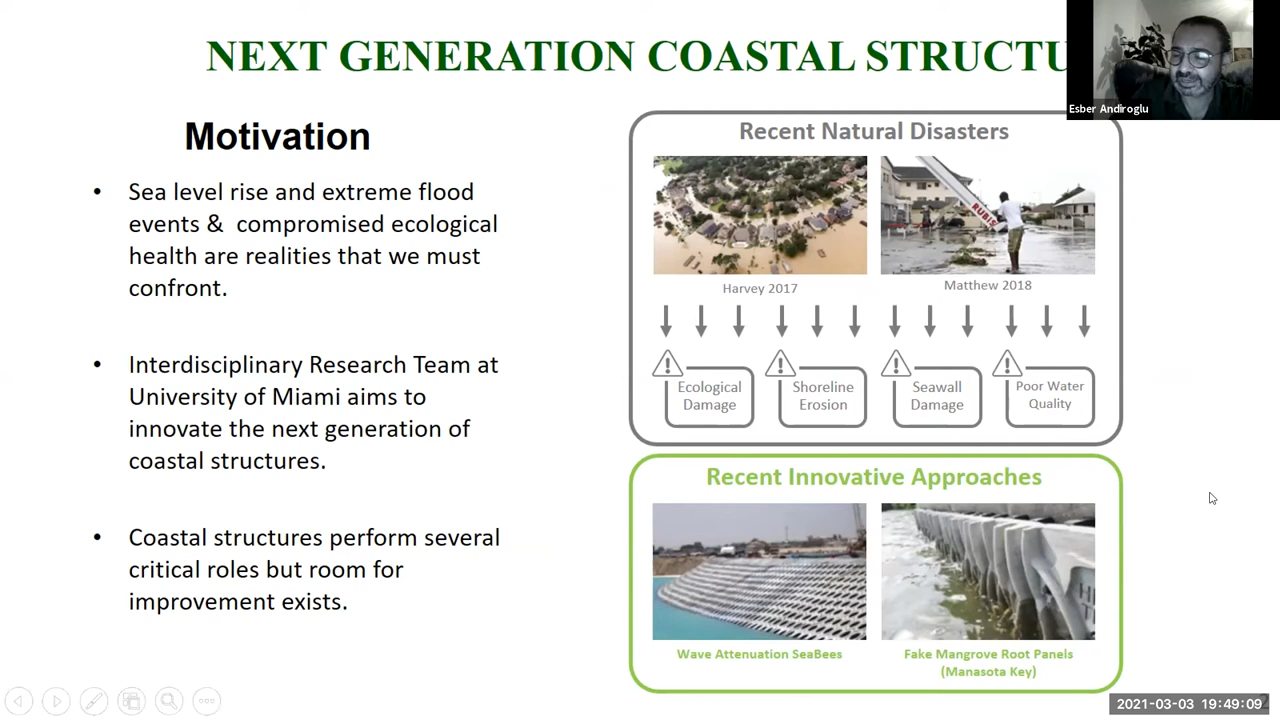 NEXT GENERATION COASTAL STRUCTU
Esber Andiroglu
Motivation
• Sea level rise and extreme flood
events & compromised ecological
health are realities that we must
confront.
• Interdisciplinary Research Team at
University of Miami aims to
innovate the next generation of
coastal structures.
• Coastal structures perform several
critical roles but room for
improvement exists.
Recent Natural Disasters
RUBIS
Harvey 2017
Matthew 2018
Ecological
Damage
Shoreline
Erosion
Seawall
Damage
Poor Water
Quality
Recent Innovative Approaches
Wave Attenuation SeaBees
Fake Mangrove Root Panels
(Manasota Key)
2021-03-03 19:49:09